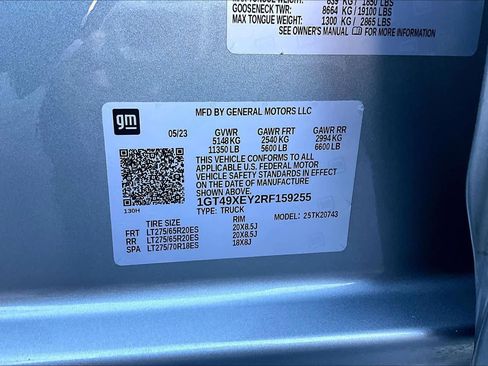 839 KG / 1850 LBS
GOOSENECK TWR: 8664 KG / 19100 LBS
MAX TONGUE WEIGHT: 1300 KG / 2865 LBS
SEE OWNER'S MANUAL FOR
gm
MFD BY GENERAL MOTORS LLC
05/23 GVWR GAWR FRT GAWR RR
5148 KG 2540 KG 2994 KG
11350 LB 5600 LB 6600 LB
THIS VEHICLE CONFORMS TO ALL
APPLICABLE U.S. FEDERAL MOTOR
VEHICLE SAFETY STANDARDS IN EFFECT
ON THE DATE OF MANUFACTURE
SHOWN ABOVE.
1GT49XEY2RF159255
TYPE: TRUCK MODEL: 25TK20743
130H
TIRE SIZE RIM
FRT LT275/65R20ES 20X8.5J
RR LT275/65R20ES 20X8.5J
SPA LT275/70R18ES 18X8J